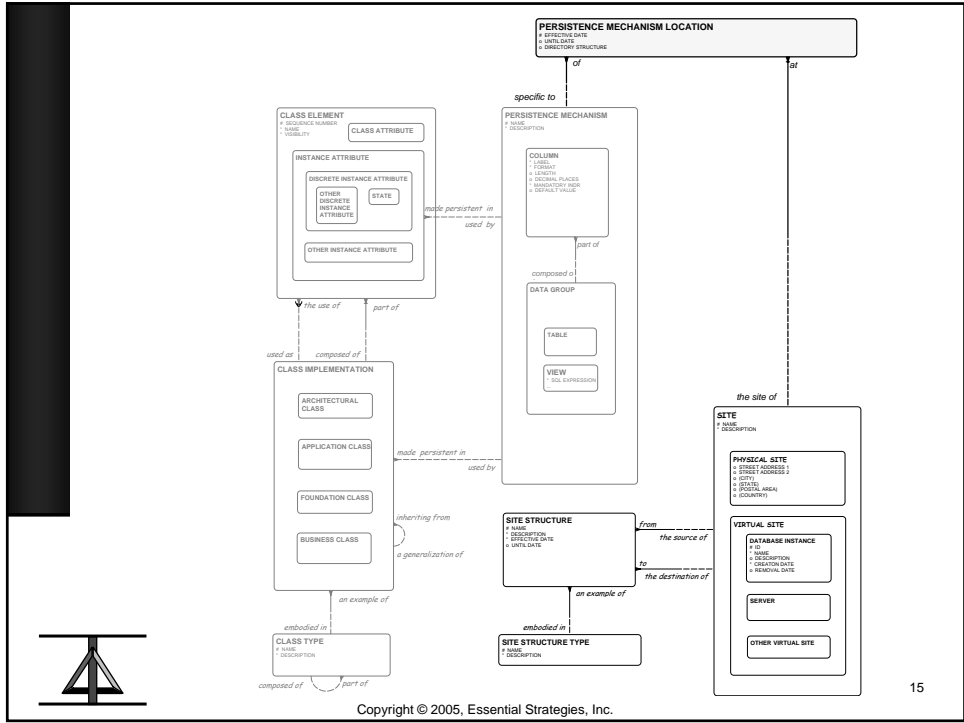 PERSISTENCE MECHANISM LOCATION
# EFFECTIVE DATE
o UNTIL DATE
o DIRECTORY STRUCTURE
of
at
specific to
CLASS ELEMENT
# SEQUENCE NUMBER
* NAME
* VISIBILITY
CLASS ATTRIBUTE
INSTANCE ATTRIBUTE
DISCRETE INSTANCE ATTRIBUTE
OTHER
DISCRETE
INSTANCE
ATTRIBUTE
STATE
OTHER INSTANCE ATTRIBUTE
made persistent in
used by
PERSISTENCE MECHANISM
# NAME
* DESCRIPTION
COLUMN
* LABEL
* FORMAT
o LENGTH
o DECIMAL PLACES
* MANDATORY INDR
o DEFAULT VALUE
part of
composed o
DATA GROUP
TABLE
VIEW
* SQL EXPRESSION
...
the use of
part of
used as
composed of
CLASS IMPLEMENTATION
ARCHITECTURAL
CLASS
APPLICATION CLASS
FOUNDATION CLASS
BUSINESS CLASS
made persistent in
used by
inheriting from
a generalization of
an example of
embodied in
CLASS TYPE
# NAME
* DESCRIPTION
composed of
part of
the site of
SITE
# NAME
* DESCRIPTION
PHYSICAL SITE
o STREET ADDRESS 1
o STREET ADDRESS 2
o (CITY)
o (STATE)
o (POSTAL AREA)
o (COUNTRY)
VIRTUAL SITE
DATABASE INSTANCE
# ID
* NAME
o DESCRIPTION
* CREATON DATE
o REMOVAL DATE
SERVER
OTHER VIRTUAL SITE
SITE STRUCTURE
# NAME
* DESCRIPTION
* EFFECTIVE DATE
o UNTIL DATE
from
the source of
to
the destination of
an example of
embodied in
SITE STRUCTURE TYPE
# NAME
* DESCRIPTION
15
Copyright © 2005, Essential Strategies, Inc.